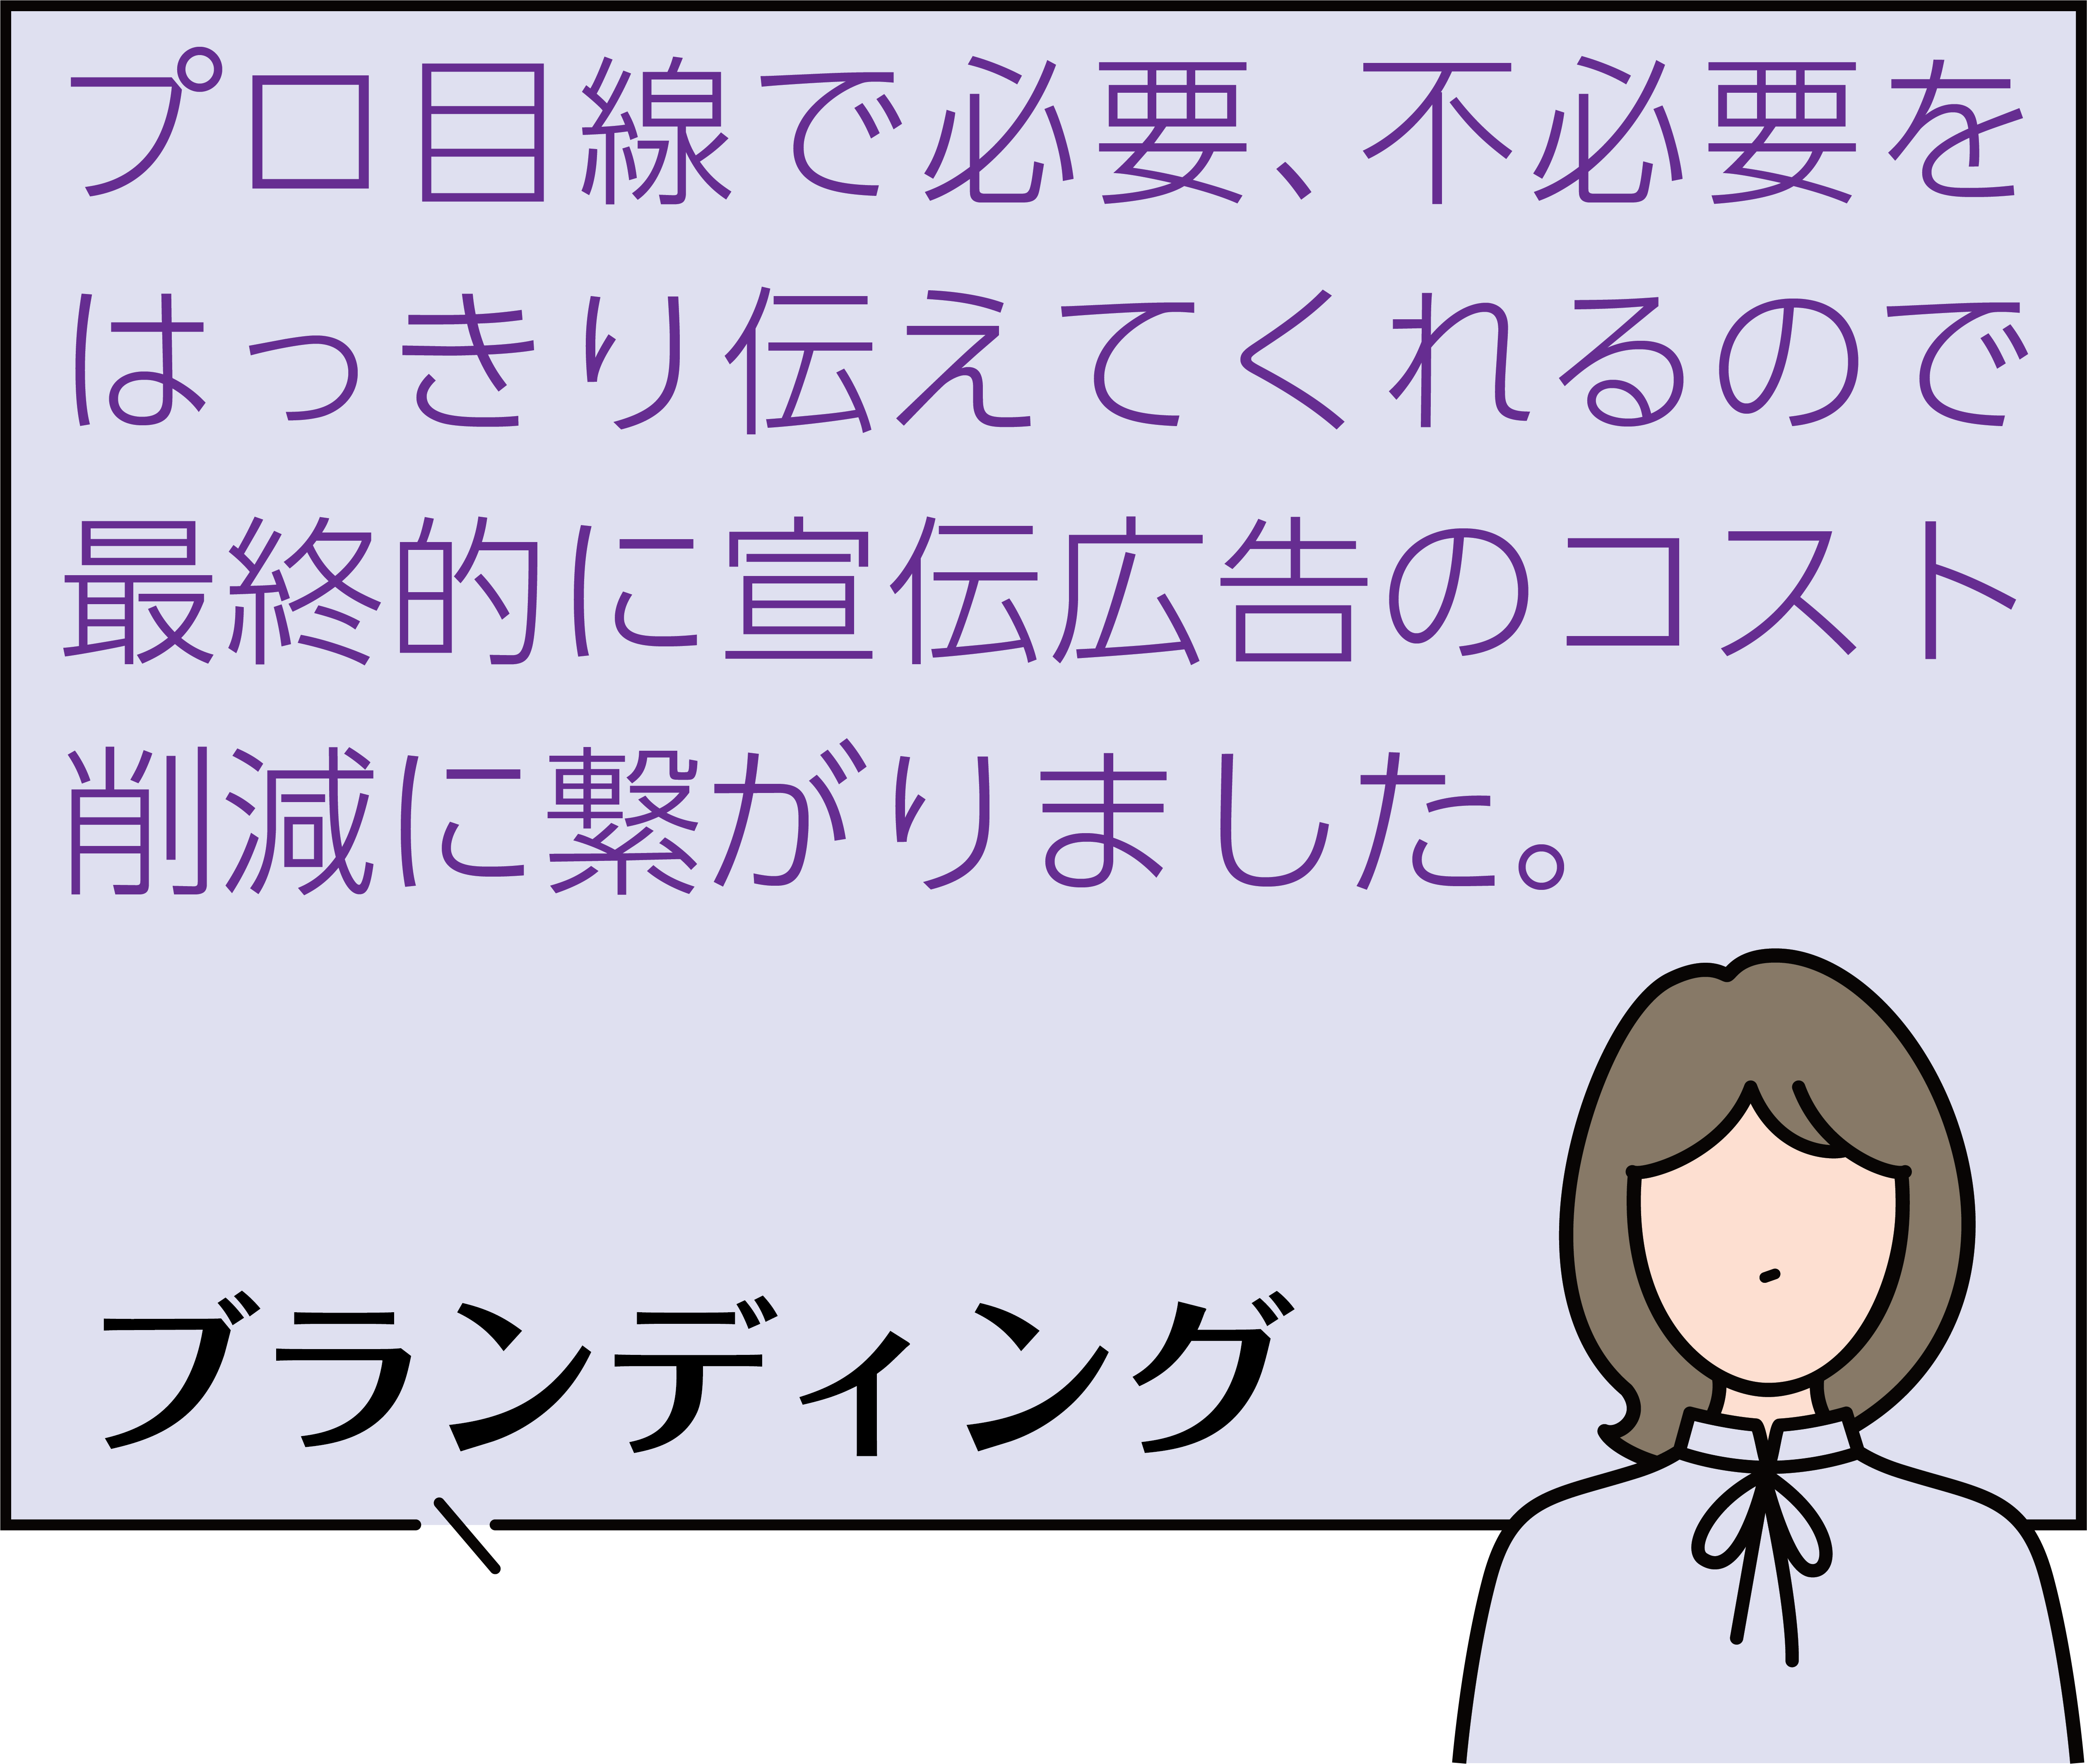 プロ目線で必要、不必要を
はっきり伝えてくれるので
最終的に宣伝広告のコスト
削減に繋がりました。
ブランディング